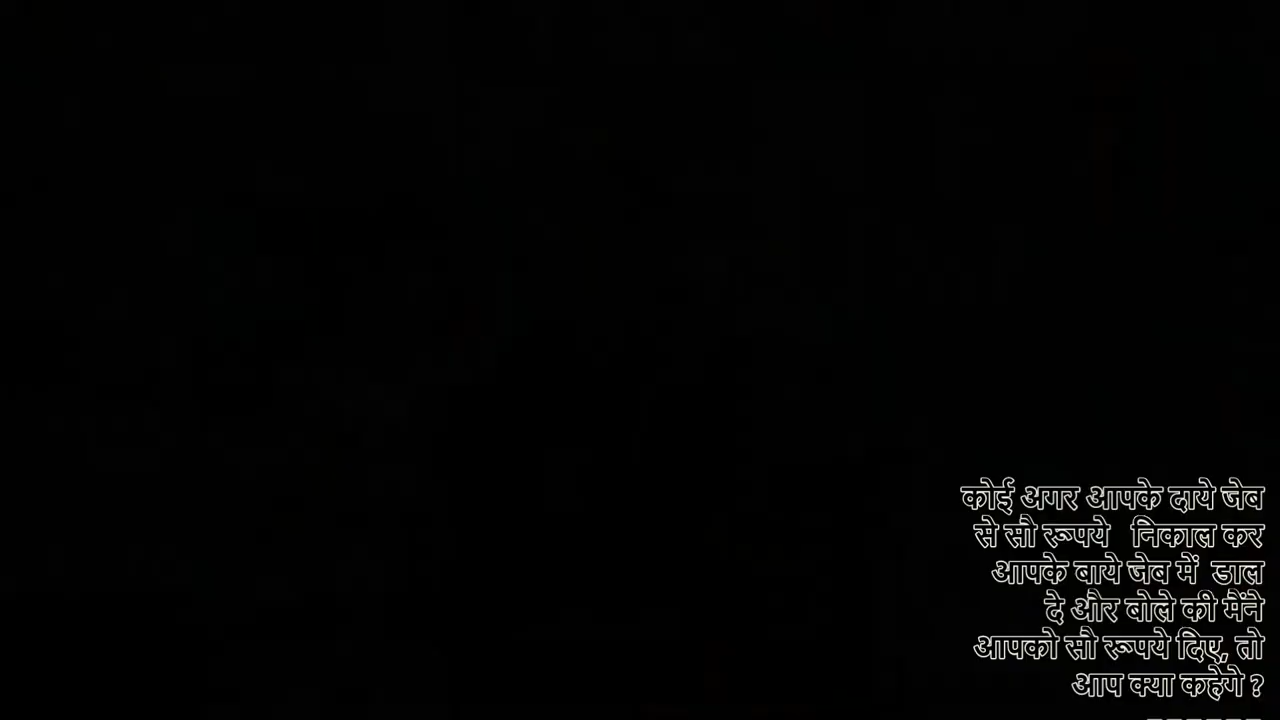 कोई अगर आपके दाये जेब
से सौ रूपये निकाल कर
आपके बाये जेब में डाल
दे और बोले की मैंने
आपको सौ रूपये दिए, तो
आप क्या कहेंगे ?